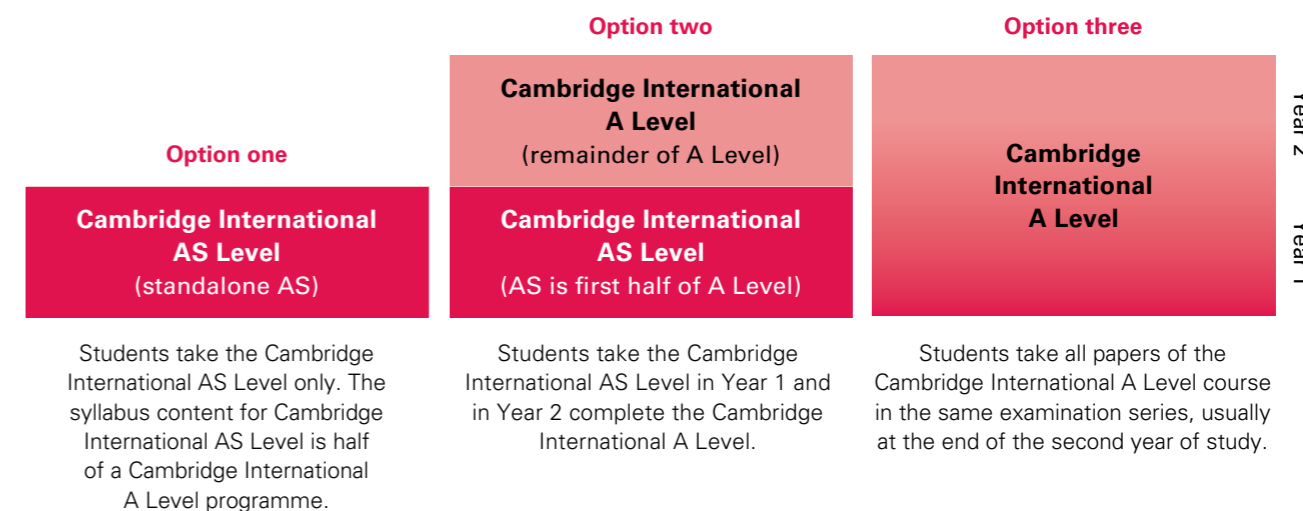 Option one
Cambridge International
AS Level
(standalone AS)
Students take the Cambridge
International AS Level only. The
syllabus content for Cambridge
International AS Level is half
of a Cambridge International
A Level programme.
Option two
Cambridge International
A Level
(remainder of A Level)
Cambridge International
AS Level
(AS is first half of A Level)
Students take the Cambridge
International AS Level in Year 1 and
in Year 2 complete the Cambridge
International A Level.
Option three
Cambridge
International
A Level
Students take all papers of the
Cambridge International A Level course
in the same examination series, usually
at the end of the second year of study.
Year 2
Year 1